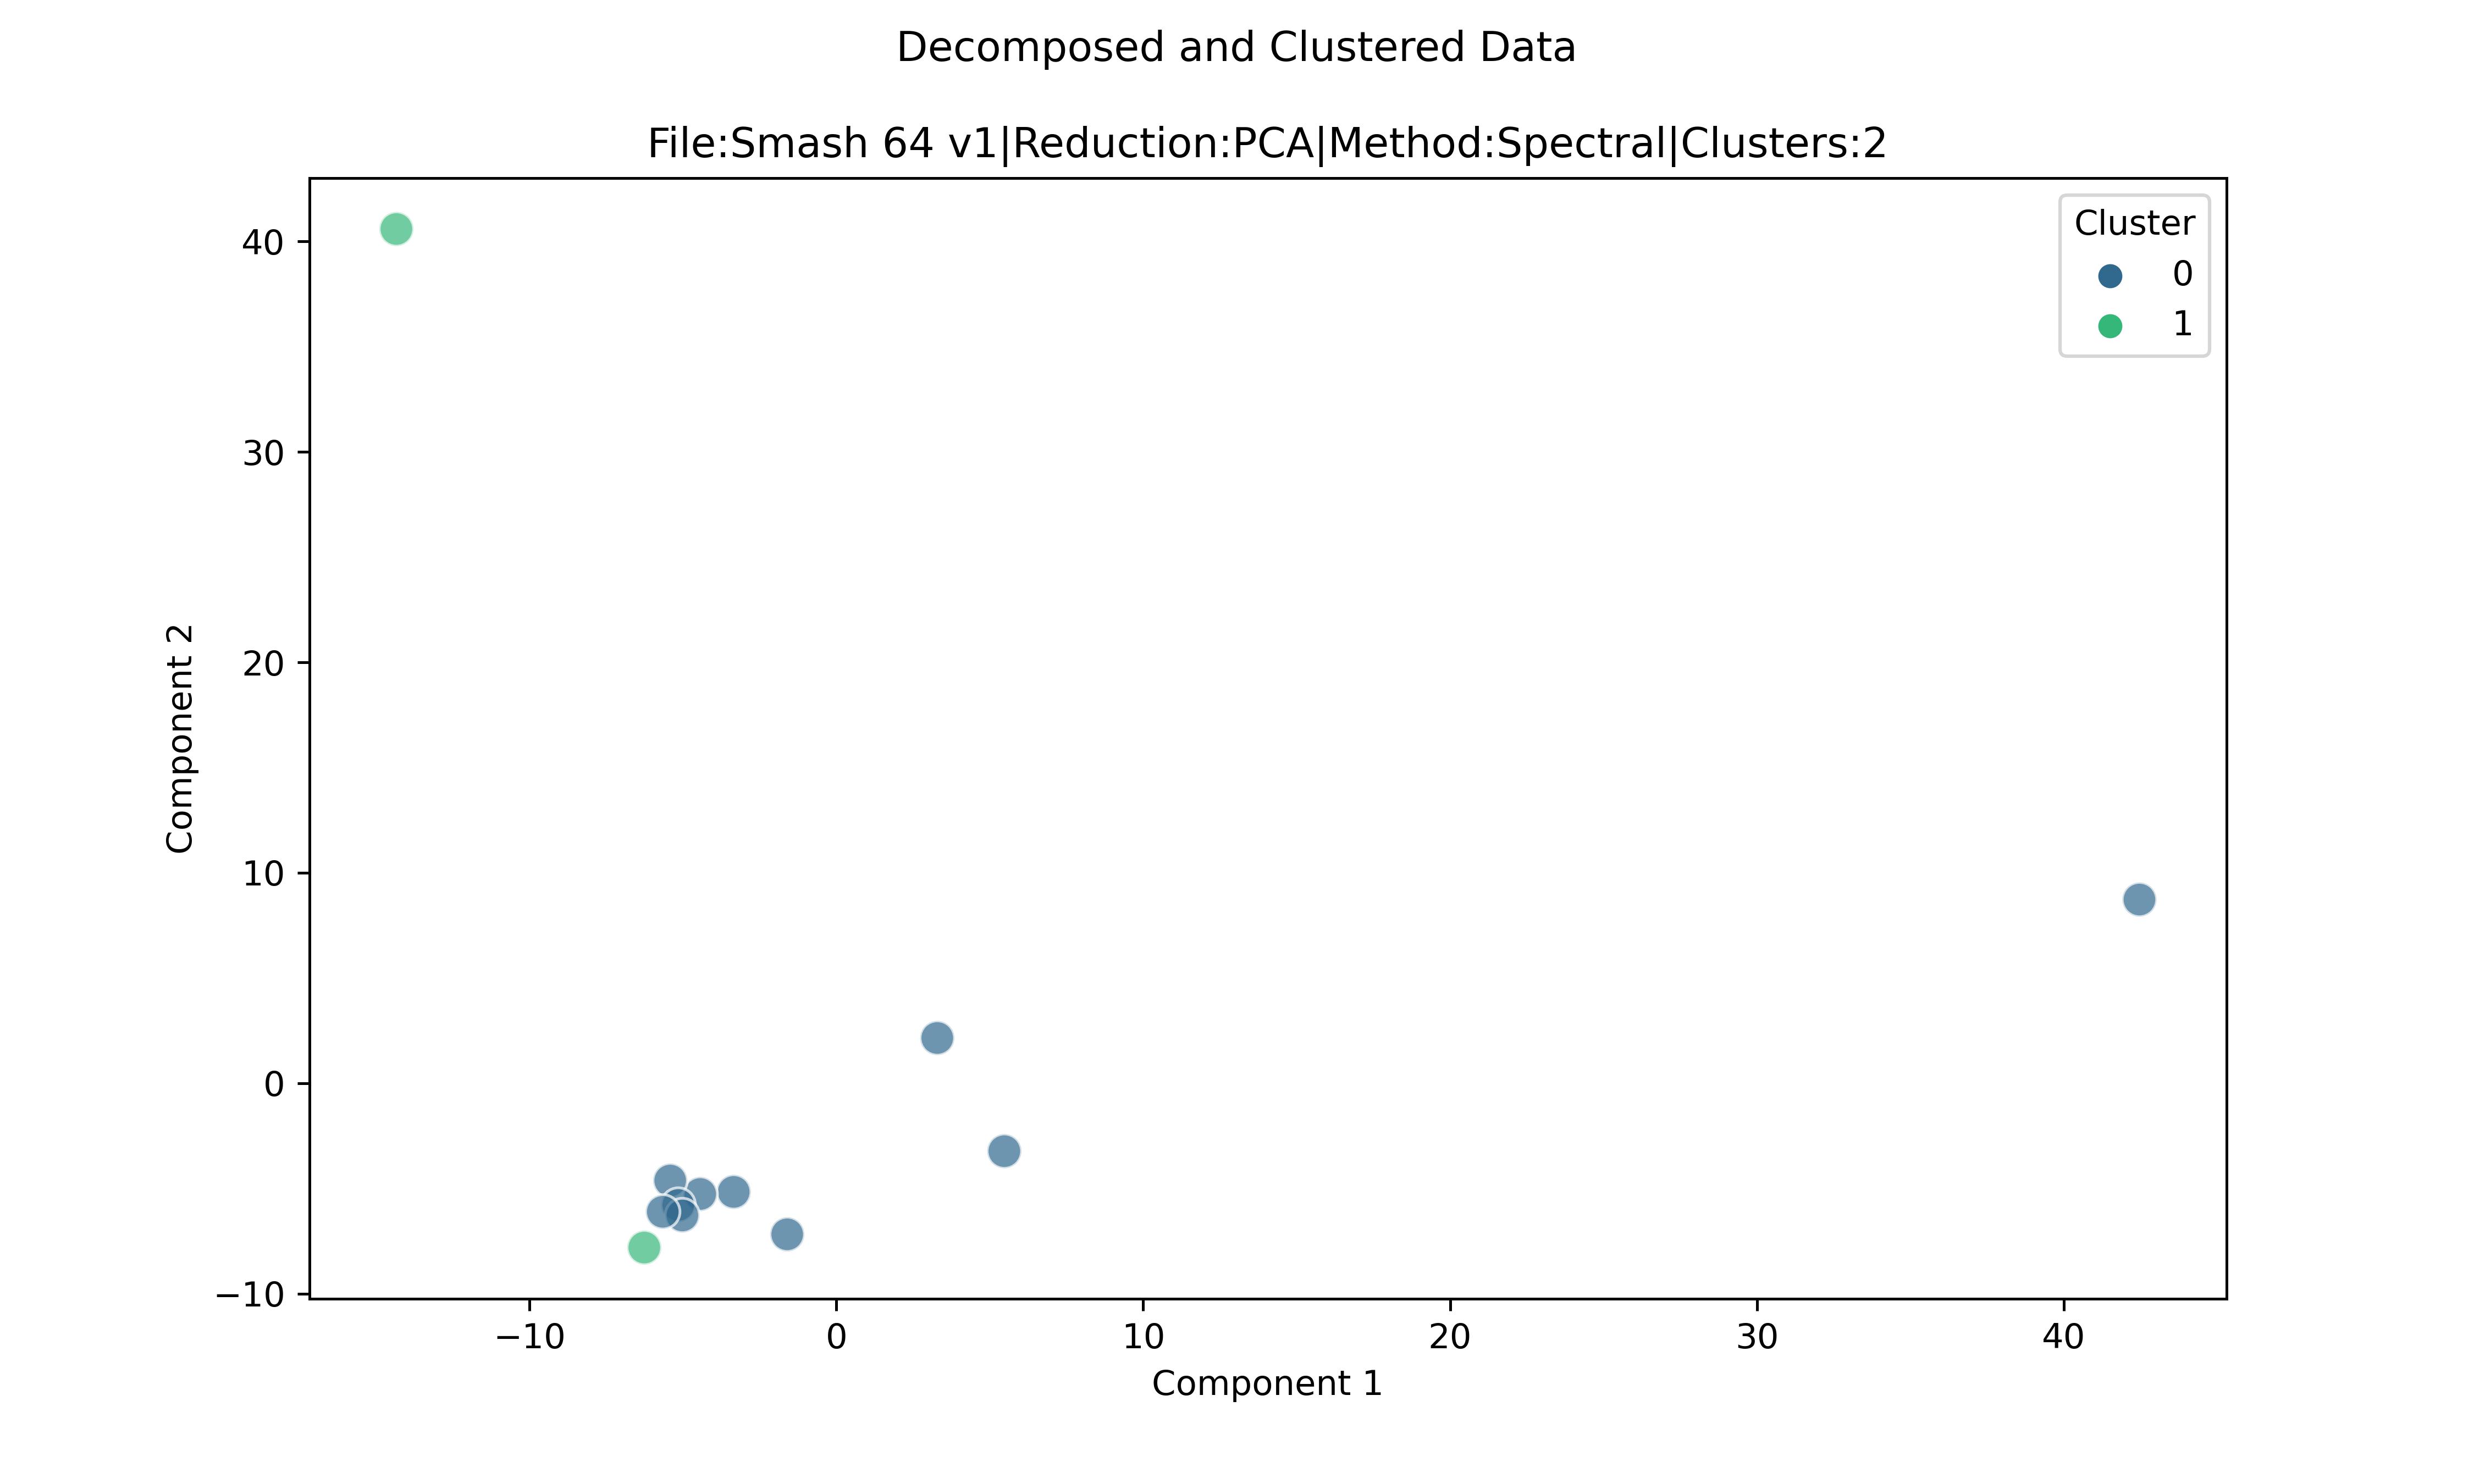 Decomposed and Clustered Data
File:Smash 64 v1|Reduction:PCA|Method:Spectral|Clusters:2
Cluster
0
1
40
30
20
10
0
−10
Component 2
−10 0 10 20 30 40
Component 1